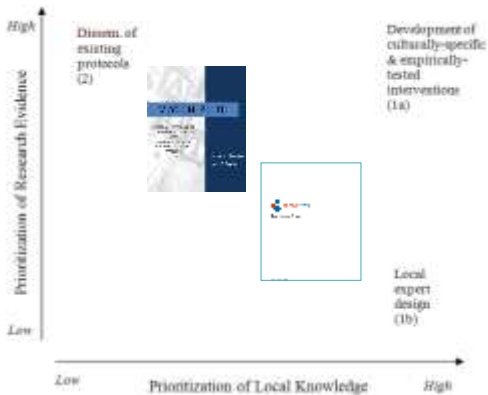 High
Dissem. of
existing
protocols
(2)
Development of
culturally-specific
& empirically-
tested
interventions
(1a)
Prioritization of Research Evidence
Local
expert
design
(1b)
Low
Low
Prioritization of Local Knowledge
High